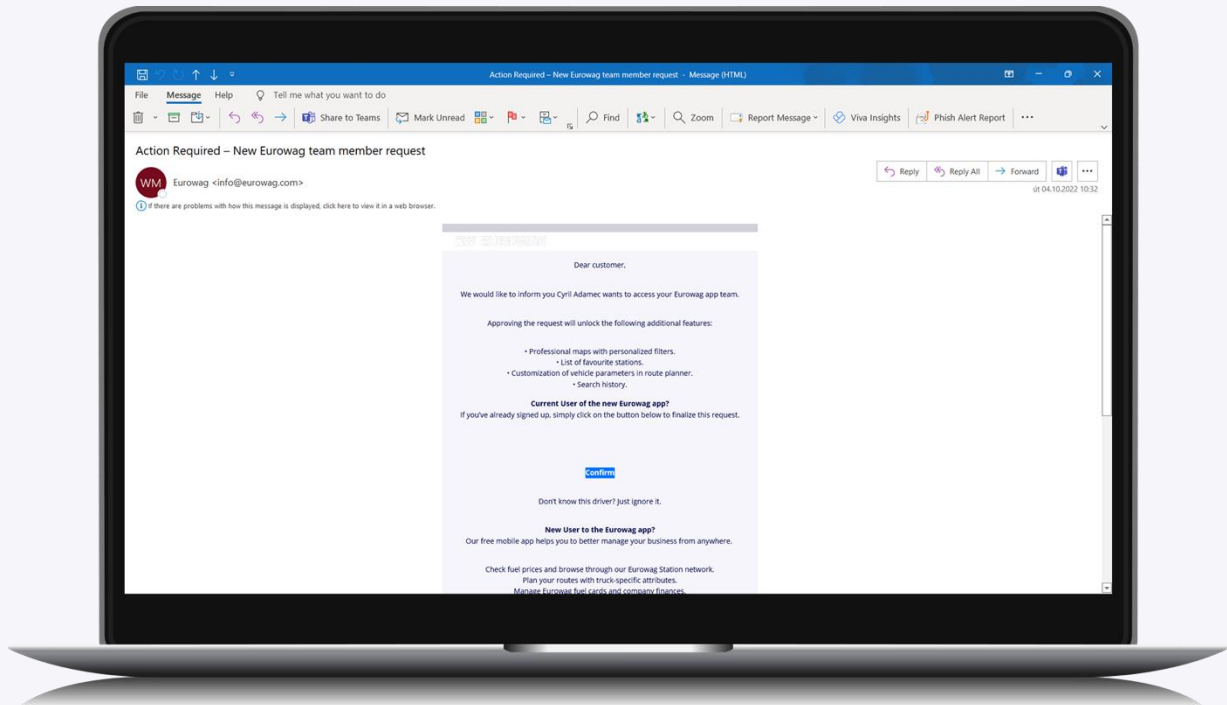 Action Required – New Eurowag team member request - Message (HTML)
File Message Help Tell me what you want to do
Share to Teams Mark Unread Find Zoom Report Message Viva Insights Phish Alert Report
Action Required – New Eurowag team member request
WM
Eurowag <info@eurowag.com>
Reply Reply All Forward
út 04.10.2022 10:32
If there are problems with how this message is displayed, click here to view it in a web browser.
Dear customer,
We would like to inform you Cyril Adamec wants to access your Eurowag app team.
Approving the request will unlock the following additional features:
• Professional maps with personalized filters.
• List of favourite stations.
• Customization of vehicle parameters in route planner.
• Search history.
Current User of the new Eurowag app?
If you've already signed up, simply click on the button below to finalize this request.
Confirm
Don't know this driver? Just ignore it.
New User to the Eurowag app?
Our free mobile app helps you to better manage your business from anywhere.
Check fuel prices and browse through our Eurowag Station network.
Plan your routes with truck-specific attributes.
Manage Eurowag fuel cards and company finances.